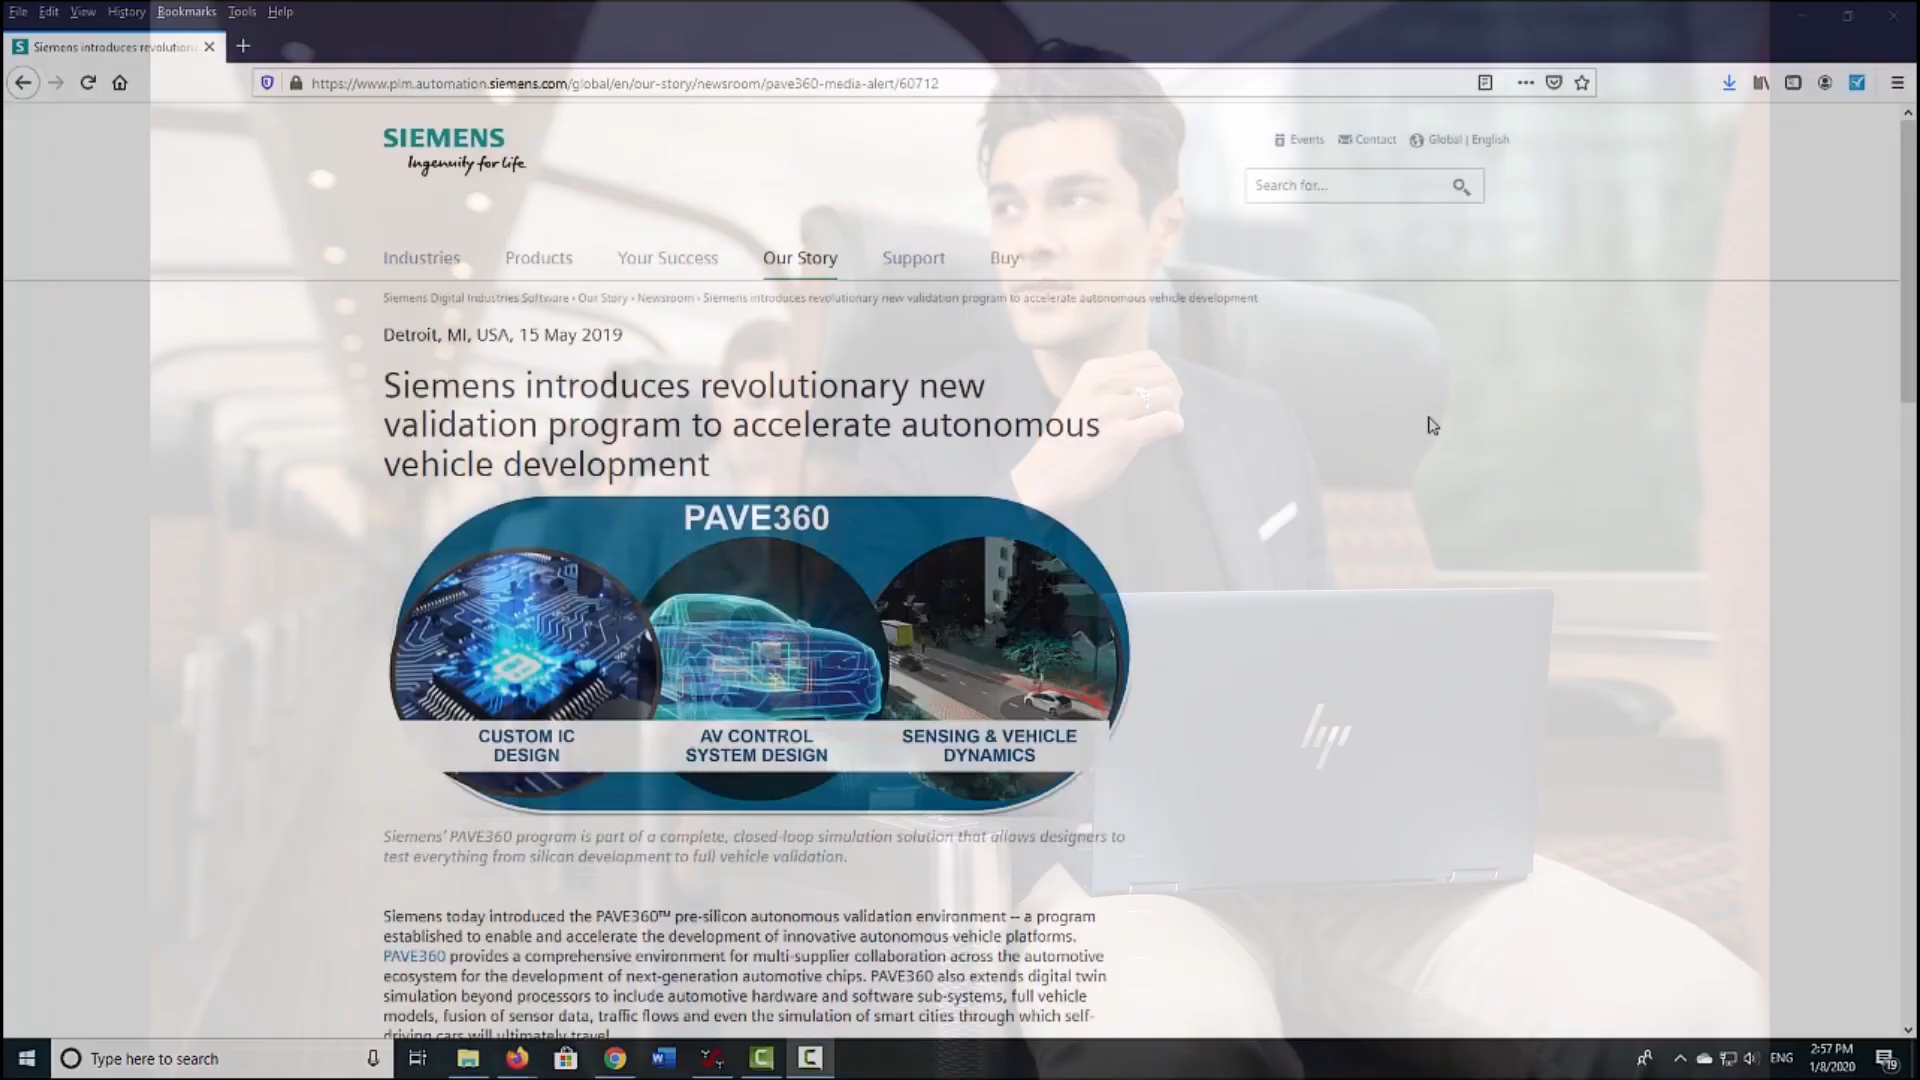 File Edit View History Bookmarks Tools Help
Siemens introduces revolution
https://www.plm.automation.siemens.com/global/en/our-story/newsroom/pave360-media-alert/60712
SIEMENS
Ingenuity for life
Events Contact Global | English
Search for...
Industries Products Your Success Our Story Support Buy
Siemens Digital Industries Software › Our Story › Newsroom › Siemens introduces revolutionary new validation program to accelerate autonomous vehicle development
Detroit, MI, USA, 15 May 2019
Siemens introduces revolutionary new
validation program to accelerate autonomous
vehicle development
PAVE360
CUSTOM IC
DESIGN
AV CONTROL
SYSTEM DESIGN
SENSING & VEHICLE
DYNAMICS
hp
Siemens' PAVE360 program is part of a complete, closed-loop simulation solution that allows designers to
test everything from silicon development to full vehicle validation.
Siemens today introduced the PAVE360™ pre-silicon autonomous validation environment -- a program
established to enable and accelerate the development of innovative autonomous vehicle platforms.
PAVE360 provides a comprehensive environment for multi-supplier collaboration across the automotive
ecosystem for the development of next-generation automotive chips. PAVE360 also extends digital twin
simulation beyond processors to include automotive hardware and software sub-systems, full vehicle
models, fusion of sensor data, traffic flows and even the simulation of smart cities through which self-
driving cars will ultimately travel
Type here to search
ENG
2:57 PM
1/8/2020
19